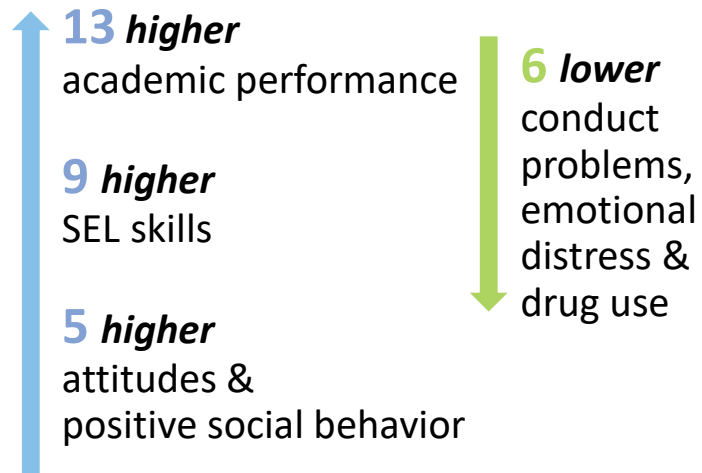 13 higher
academic performance
9 higher
SEL skills
5 higher
attitudes &
positive social behavior
6 lower
conduct
problems,
emotional
distress &
drug use